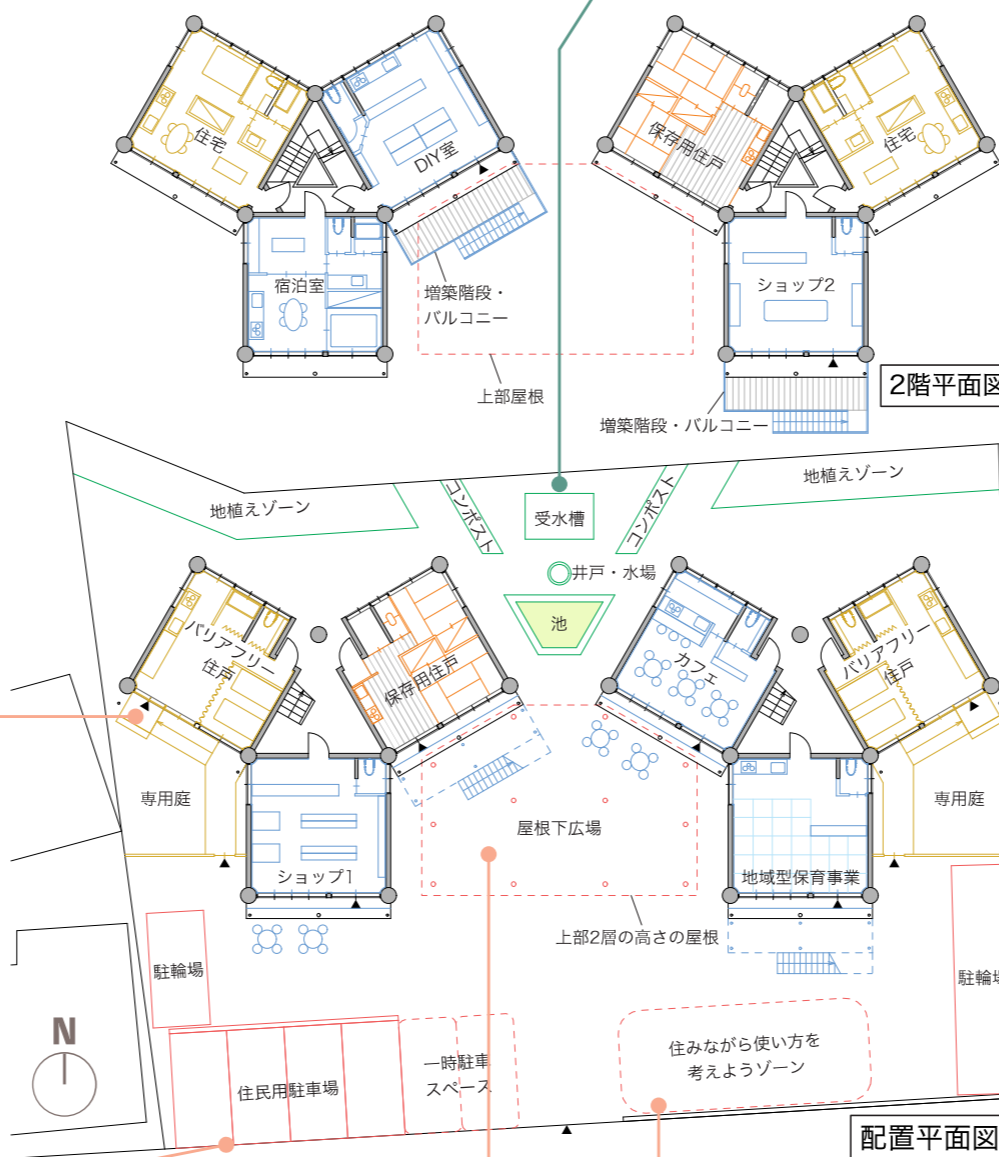 住宅
DIY室
保存用住戸
住宅
宿泊室
ショップ2
増築階段・
バルコニー
上部屋根
増築階段・バルコニー
2階平面図
地植えゾーン
コンポスト
受水槽
コンポスト
地植えゾーン
井戸・水場
池
バリアフリー
住戸
保存用住戸
カフェ
バリアフリー
住戸
専用庭
屋根下広場
専用庭
ショップ1
地域型保育事業
上部2層の高さの屋根
駐輪場
駐輪場
N
住民用駐車場
一時駐車
スペース
住みながら使い方を
考えようゾーン
配置平面図